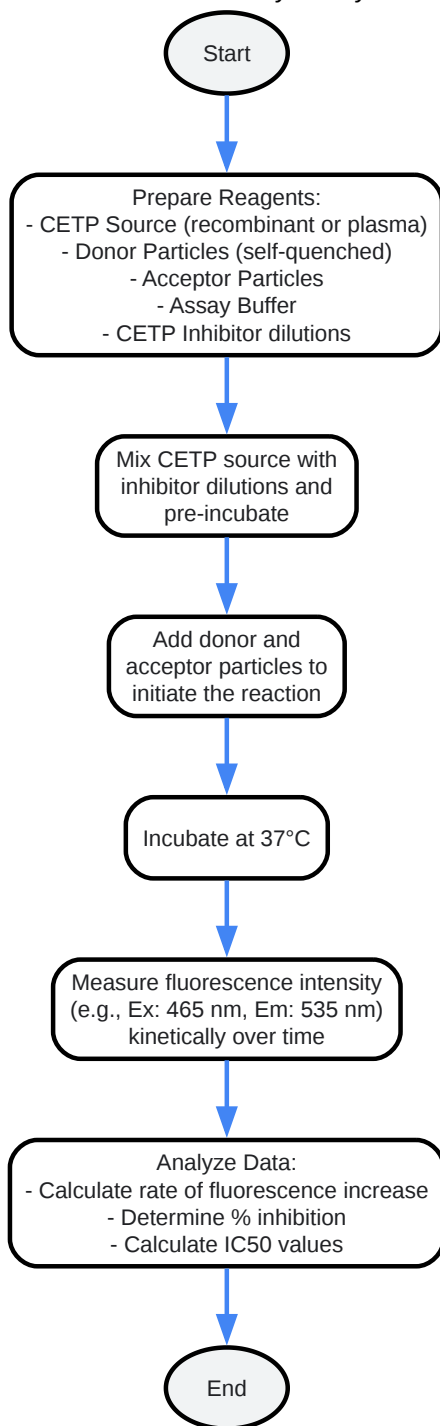 Start
Prepare Reagents:
- CETP Source (recombinant or plasma)
- Donor Particles (self-quenched)
- Acceptor Particles
- Assay Buffer
- CETP Inhibitor dilutions
Mix CETP source with
inhibitor dilutions and
pre-incubate
Add donor and
acceptor particles to
initiate the reaction
Incubate at 37°C
Measure fluorescence intensity
(e.g., Ex: 465 nm, Em: 535 nm)
kinetically over time
Analyze Data:
- Calculate rate of fluorescence increase
- Determine % inhibition
- Calculate IC50 values
End